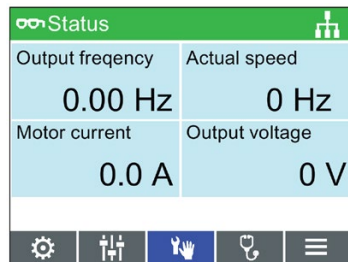 Status
Output freqency
Actual speed
0.00 Hz
0 Hz
Motor current
Output voltage
0.0 A
0 V